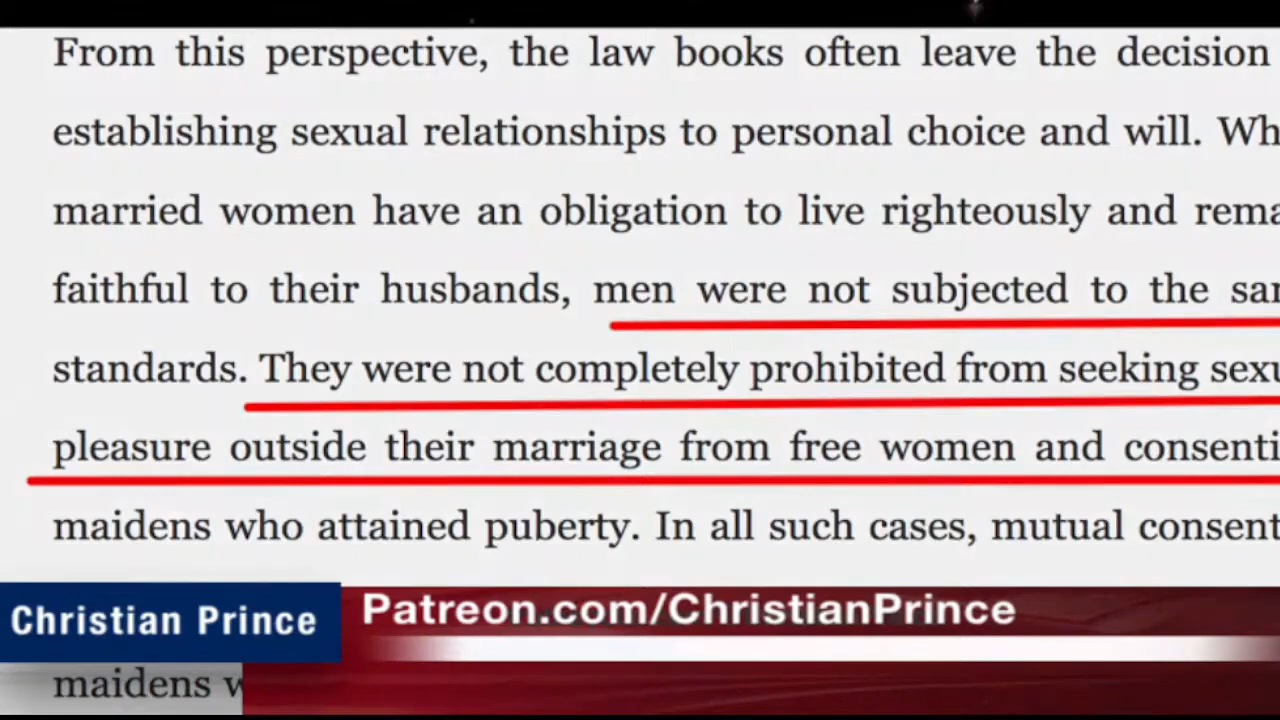 From this perspective, the law books often leave the decision
establishing sexual relationships to personal choice and will.
married women have an obligation to live righteously and
faithful to their husbands, men were not subjected to the
standards. They were not completely prohibited from seeking
pleasure outside their marriage from free women and
maidens who attained puberty. In all such cases, mutual consent
Christian Prince
Patreon.com/ChristianPrince
maidens